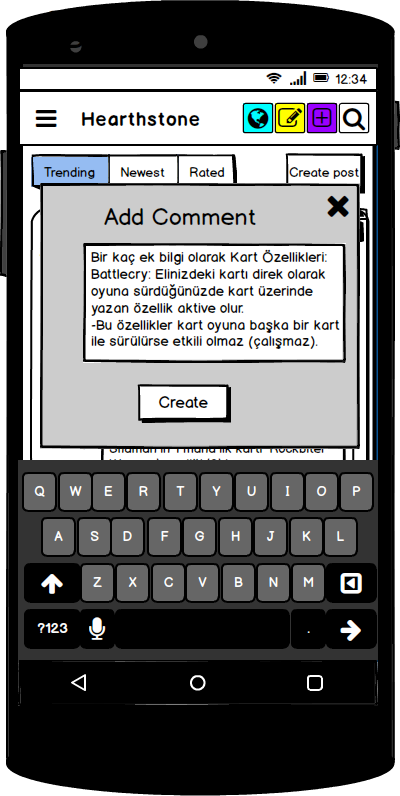 12:34
Hearthstone
Trending
Newest
Rated
Create post
Add Comment
Bir kaç ek bilgi olarak Kart Özellikleri:
Battlecry: Elinizdeki kartı direk olarak
oyuna sürdüğünüzde kart üzerinde
yazan özellik aktive olur.
-Bu özellikler kart oyuna başka bir kart
ile sürülürse etkili olmaz (çalışmaz).
Create
Q W E R T Y U I O P
A S D F G H J K L
Z X C V B N M
?123 .